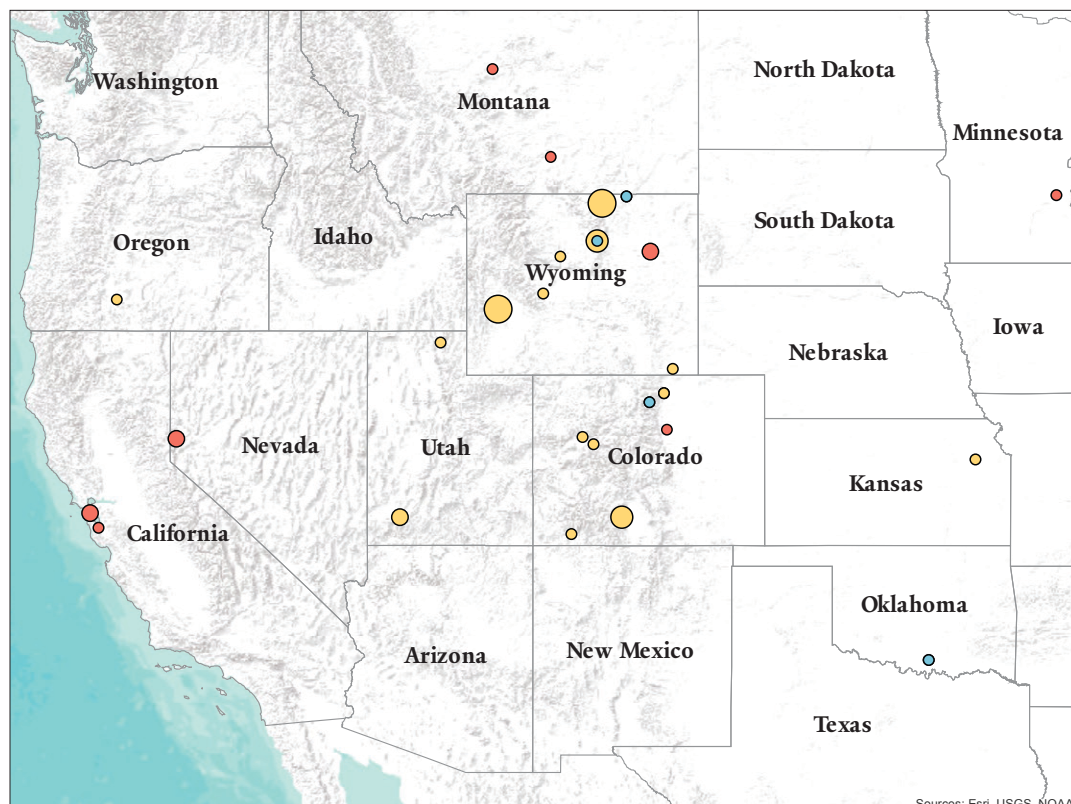 Washington
Montana
North Dakota
Minnesota
Oregon
Idaho
South Dakota
Wyoming
Iowa
Nebraska
Nevada
Utah
Colorado
Kansas
California
Oklahoma
Arizona
New Mexico
Texas
Sources: Esri, USGS, NOAA